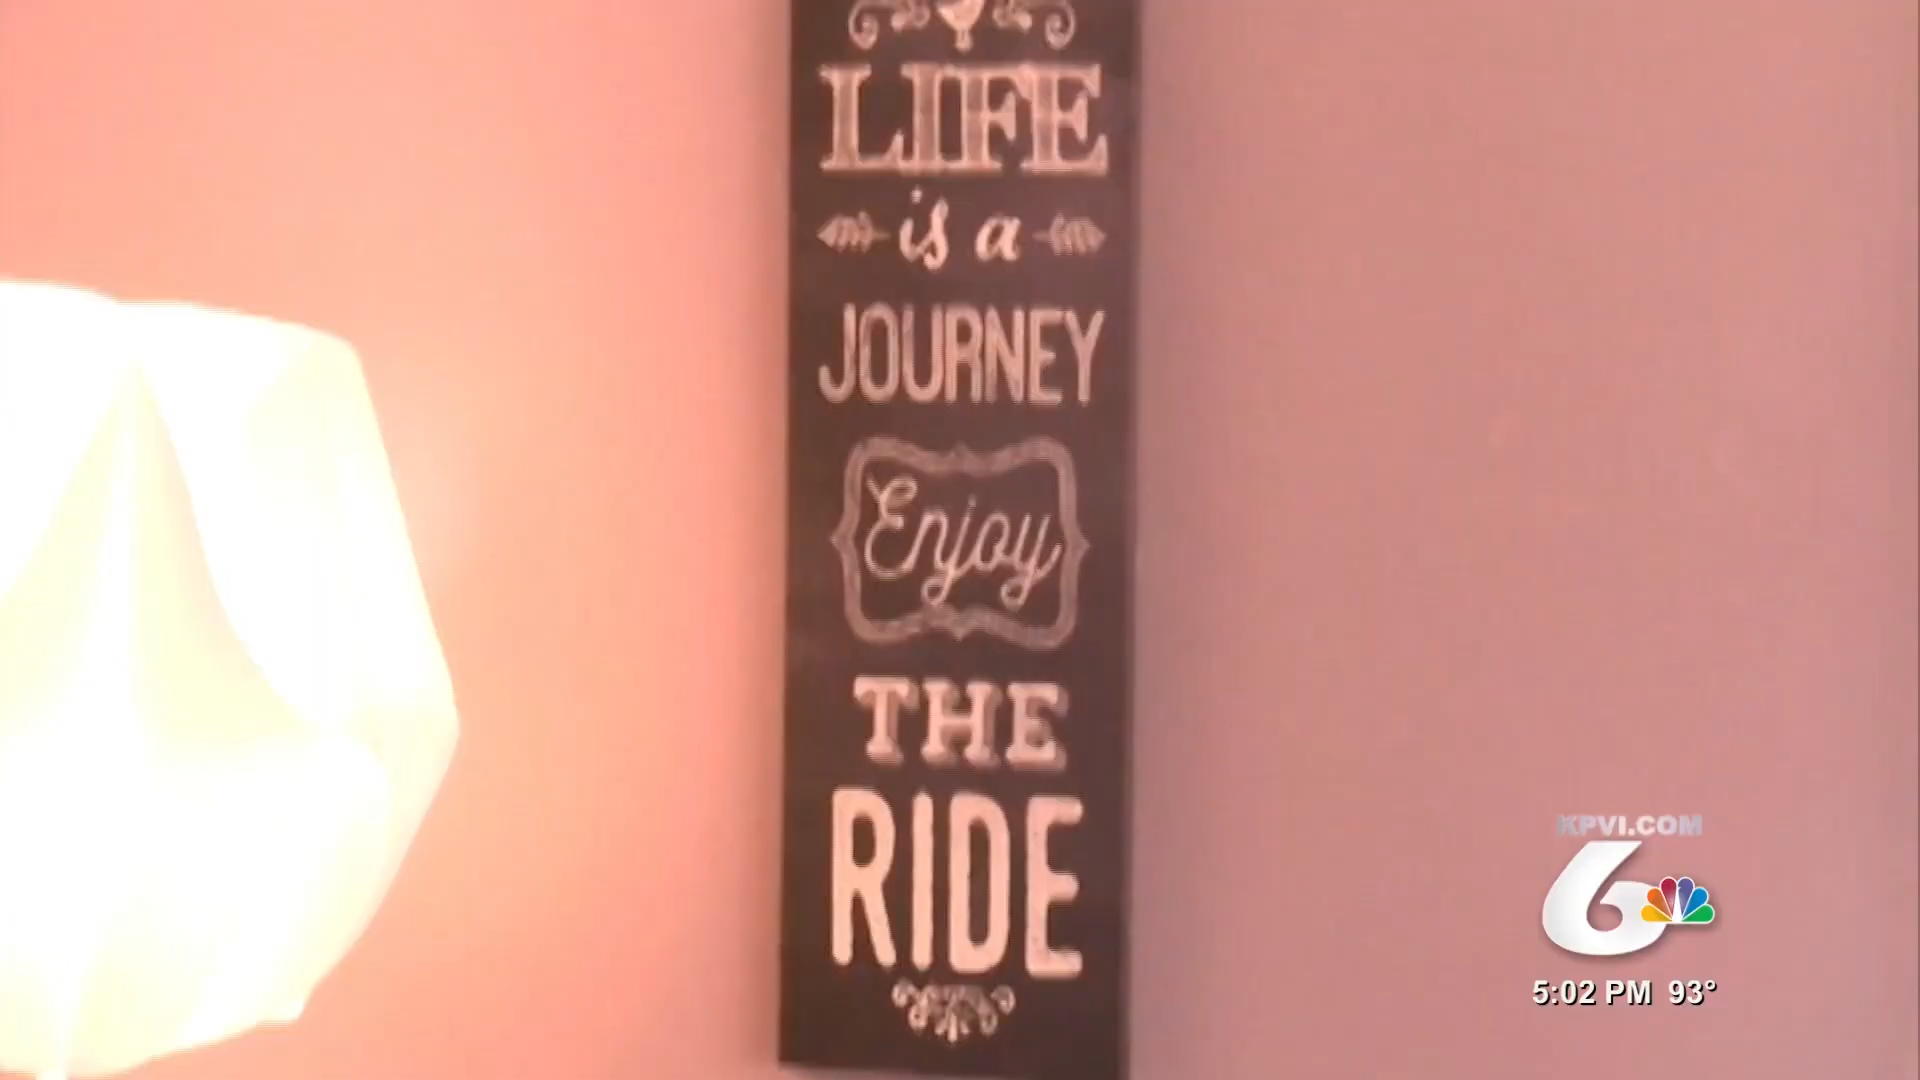 LIFE
is a
JOURNEY
Enjoy
THE
RIDE
KPVI.COM
6
5:02 PM 93°